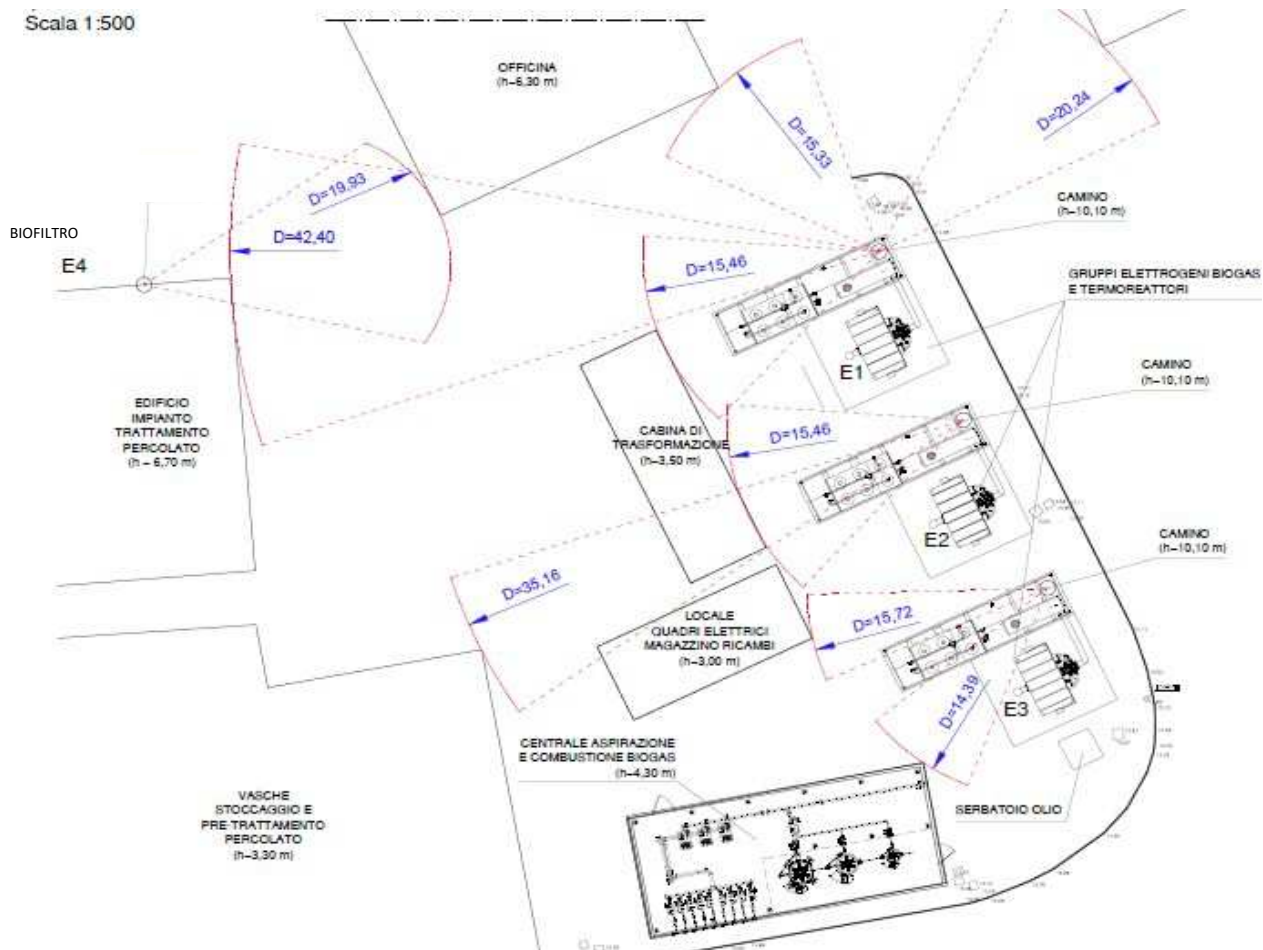 Scala 1:500
OFFICINA
(h=6,30 m)
D=15,33
D=20,24
D=19,93
D=42,40
BIOFILTRO
E4
CAMINO
(h=10,10 m)
D=15,46
GRUPPI ELETTROGENI BIOGAS
E TERMOREATTORI
E1
CAMINO
(h=10,10 m)
EDIFICIO
IMPIANTO
TRATTAMENTO
PERCOLATO
(h = 6,70 m)
CABINA DI
TRASFORMAZIONE
(h=3,50 m)
D=15,46
E2
CAMINO
(h=10,10 m)
D=35,16
LOCALE
QUADRI ELETTRICI
MAGAZZINO RICAMBI
(h=3,00 m)
D=15,72
D=14,39
E3
CENTRALE ASPIRAZIONE
E COMBUSTIONE BIOGAS
(h=4,30 m)
SERBATOIO OLIO
VASCHE
STOCCAGGIO E
PRE-TRATTAMENTO
PERCOLATO
(h=3,30 m)